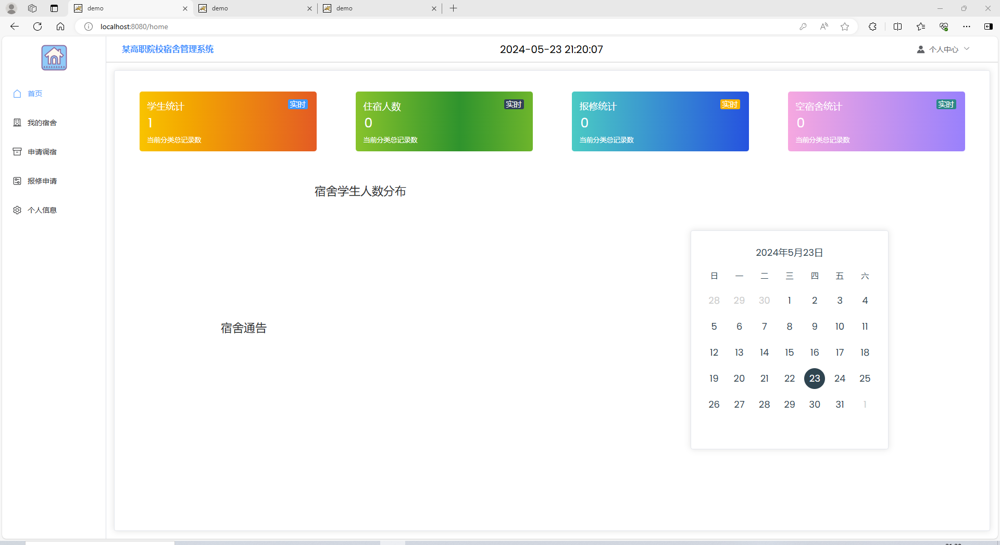 demo
demo
demo
localhost:8080/home
某高职院校宿舍管理系统
2024-05-23 21:20:07
个人中心
首页
我的宿舍
申请调宿
报修申请
个人信息
学生统计
实时
1
当前分类总记录数
住宿人数
实时
0
当前分类总记录数
报修统计
实时
0
当前分类总记录数
空宿舍统计
实时
0
当前分类总记录数
宿舍学生人数分布
宿舍通告
2024年5月23日
日 一 二 三 四 五 六
28 29 30 1 2 3 4
5 6 7 8 9 10 11
12 13 14 15 16 17 18
19 20 21 22 23 24 25
26 27 28 29 30 31 1